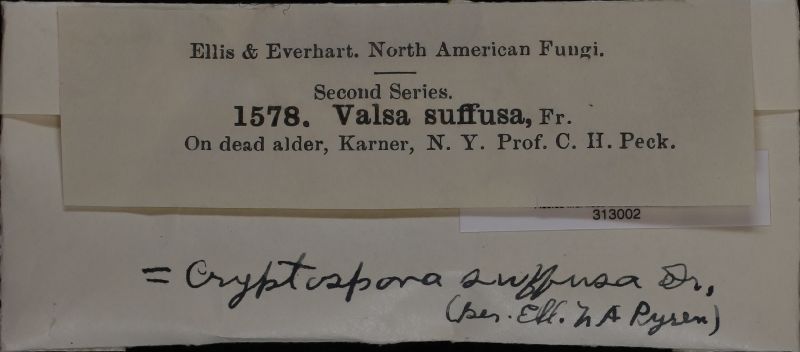 Ellis & Everhart. North American Fungi.
Second Series.
1578. Valsa suffusa, Fr.
On dead alder, Karner, N. Y. Prof. C. H. Peck.
313002
= Cryptospora suffusa Fr,
(Ell. N A Pyren)